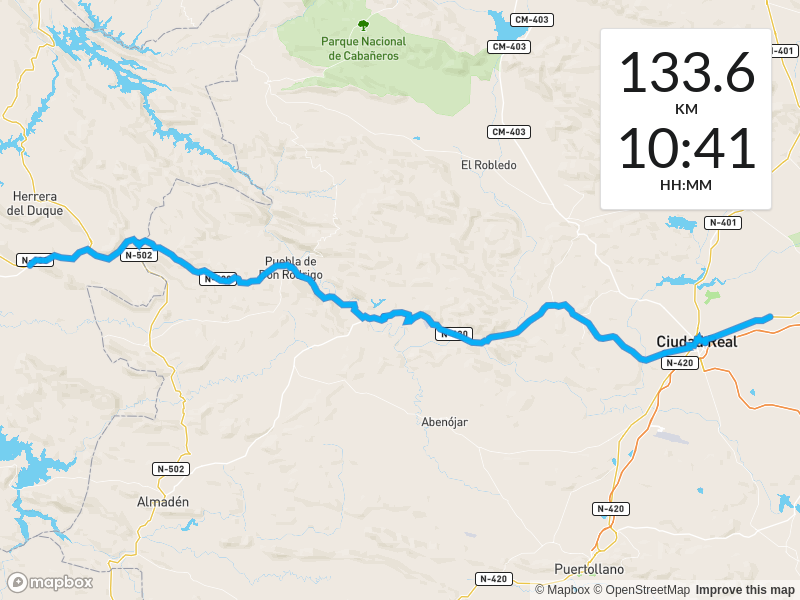 CM-403
Parque Nacional
de Cabañeros
CM-403
N-401
133.6
KM
10:41
HH:MM
CM-403
El Robledo
Herrera
del Duque
N-401
N-502
Puebla de
Don Rodrigo
Ciudad Real
N-420
Abenójar
N-502
Almadén
N-420
Puertollano
N-420
mapbox
© Mapbox © OpenStreetMap Improve this map